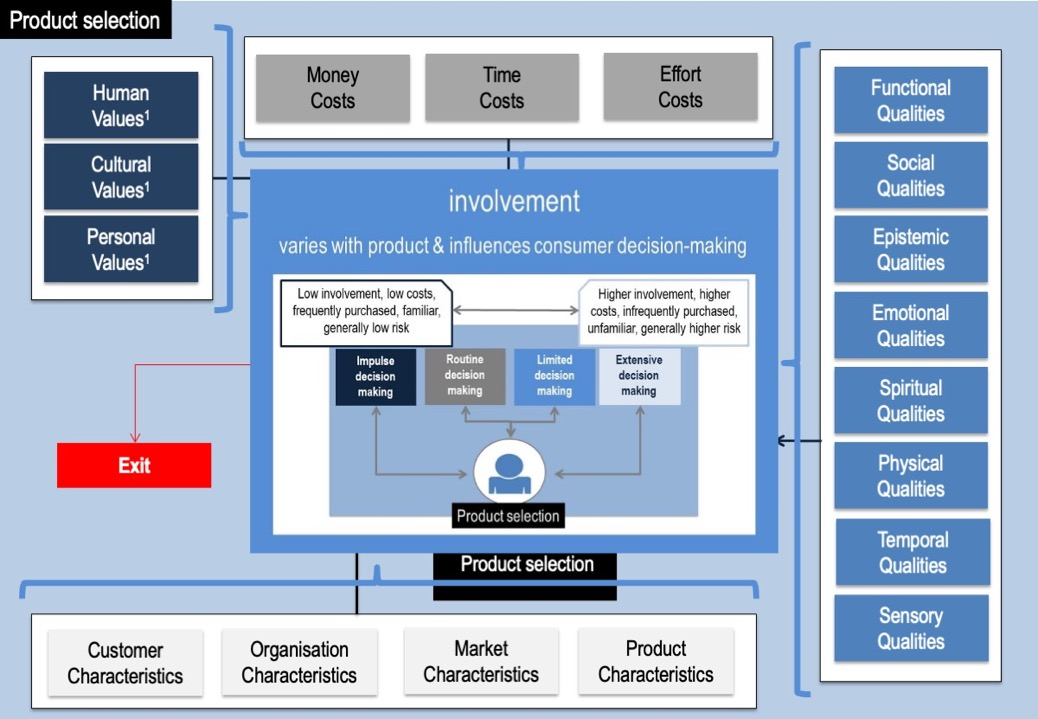 Product selection
Human
Values¹
Cultural
Values¹
Personal
Values¹
Money
Costs
Time
Costs
Effort
Costs
Functional
Qualities
Social
Qualities
Epistemic
Qualities
Emotional
Qualities
Spiritual
Qualities
Physical
Qualities
Temporal
Qualities
Sensory
Qualities
involvement
varies with product & influences consumer decision-making
Low involvement, low costs,
frequently purchased, familiar,
generally low risk
Higher involvement, higher
costs, infrequently purchased,
unfamiliar, generally higher risk
Impulse
decision
making
Routine
decision
making
Limited
decision
making
Extensive
decision
making
Product selection
Exit
Product selection
Customer
Characteristics
Organisation
Characteristics
Market
Characteristics
Product
Characteristics